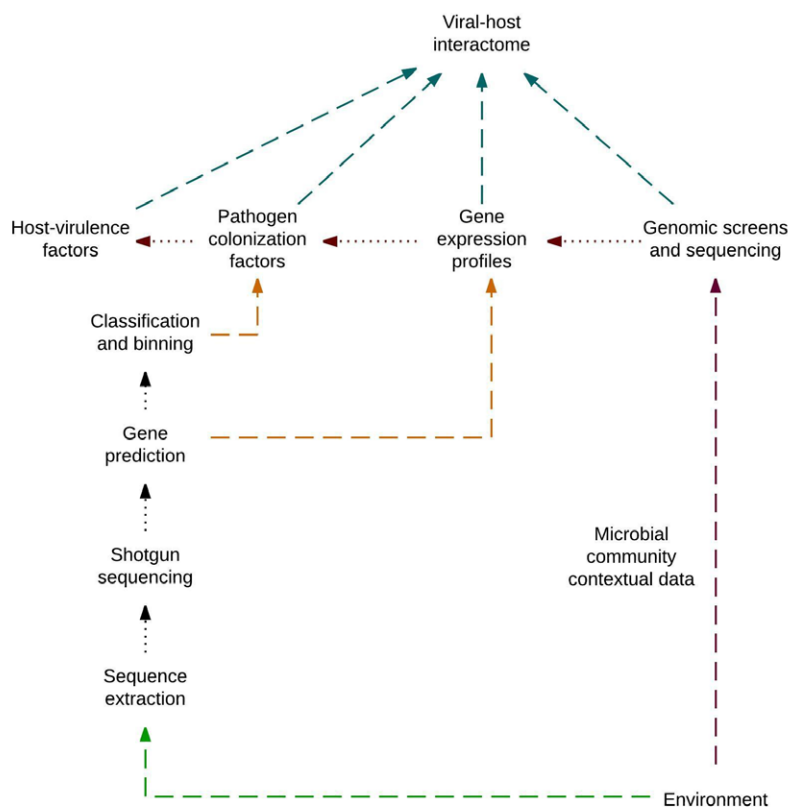 Viral-host
interactome
Host-virulence
factors
Pathogen
colonization
factors
Gene
expression
profiles
Genomic screens
and sequencing
Classification
and binning
Gene
prediction
Shotgun
sequencing
Microbial
community
contextual data
Sequence
extraction
Environment